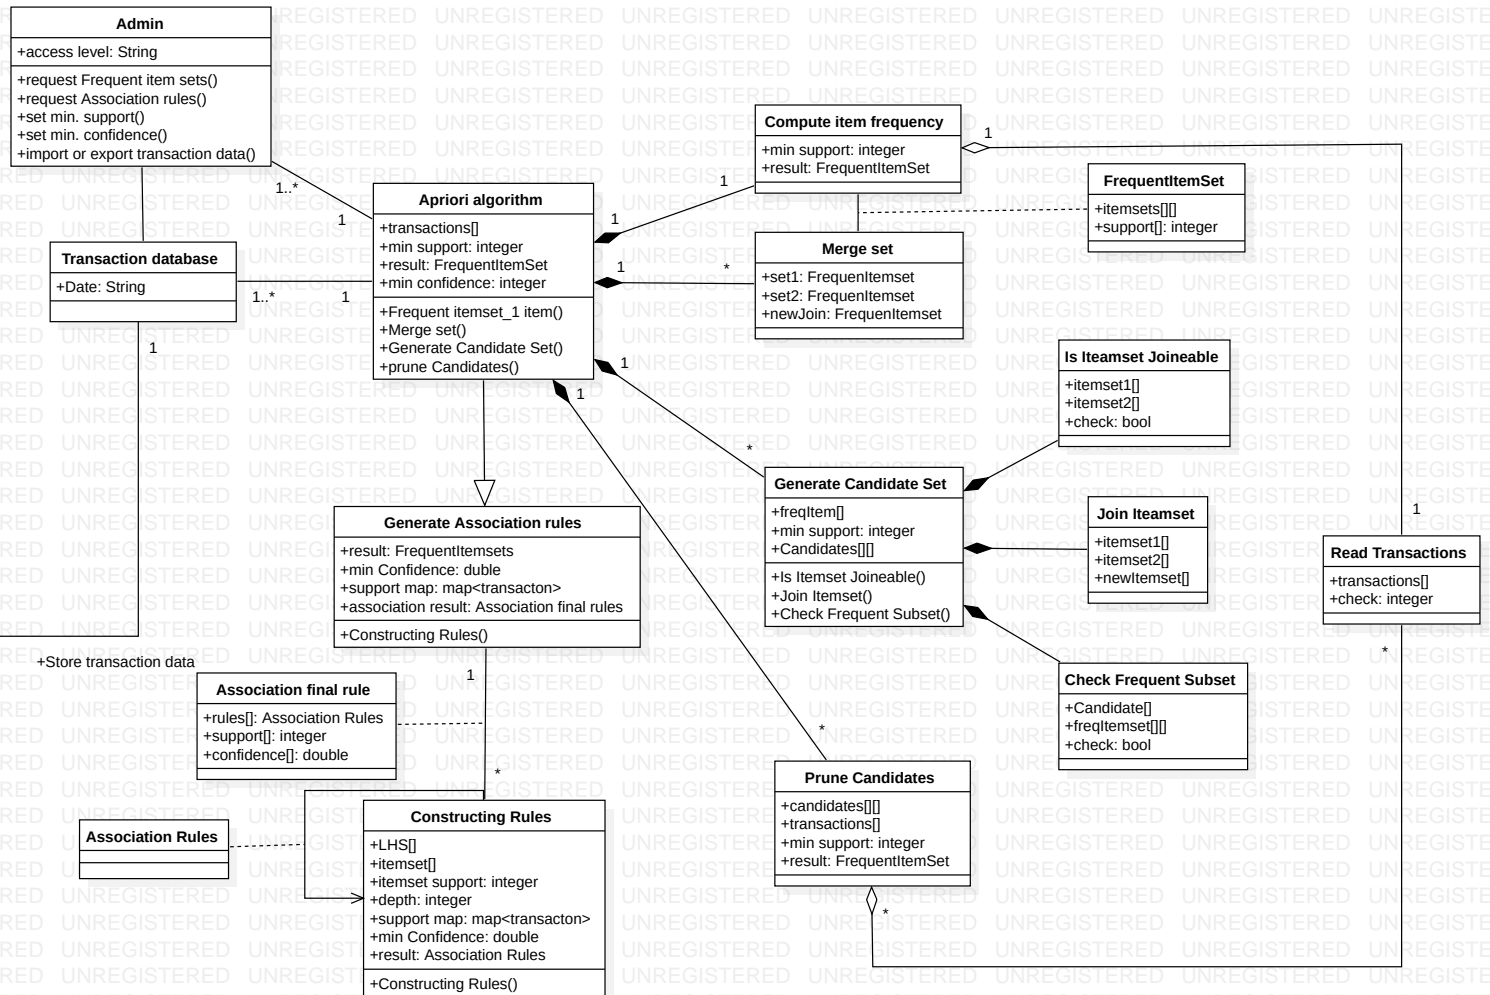 Admin
+access level: String
+request Frequent item sets()
+request Association rules()
+set min. support()
+set min. confidence()
+import or export transaction data()
1..*
1
Transaction database
+Date: String
1..*
1
1
+Store transaction data
Apriori algorithm
+transactions[]
+min support: integer
+result: FrequentItemSet
+min confidence: integer
+Frequent itemset_1 item()
+Merge set()
+Generate Candidate Set()
+prune Candidates()
1
1
1
*
1
*
1
*
Compute item frequency
+min support: integer
+result: FrequentItemSet
1
FrequentItemSet
+itemsets[][]
+support[]: integer
Merge set
+set1: FrequenItemset
+set2: FrequenItemset
+newJoin: FrequenItemset
Is Iteamset Joineable
+itemset1[]
+itemset2[]
+check: bool
Generate Candidate Set
+freqItem[]
+min support: integer
+Candidates[][]
+Is Itemset Joineable()
+Join Itemset()
+Check Frequent Subset()
Join Iteamset
+itemset1[]
+itemset2[]
+newItemset[]
1
Read Transactions
+transactions[]
+check: integer
*
Check Frequent Subset
+Candidate[]
+freqItemset[][]
+check: bool
Generate Association rules
+result: FrequentItemsets
+min Confidence: duble
+support map: map<transacton>
+association result: Association final rules
+Constructing Rules()
1
*
Association final rule
+rules[]: Association Rules
+support[]: integer
+confidence[]: double
Association Rules
Constructing Rules
+LHS[]
+itemset[]
+itemset support: integer
+depth: integer
+support map: map<transacton>
+min Confidence: double
+result: Association Rules
+Constructing Rules()
Prune Candidates
+candidates[][]
+transactions[]
+min support: integer
+result: FrequentItemSet
*
UNREGISTERED